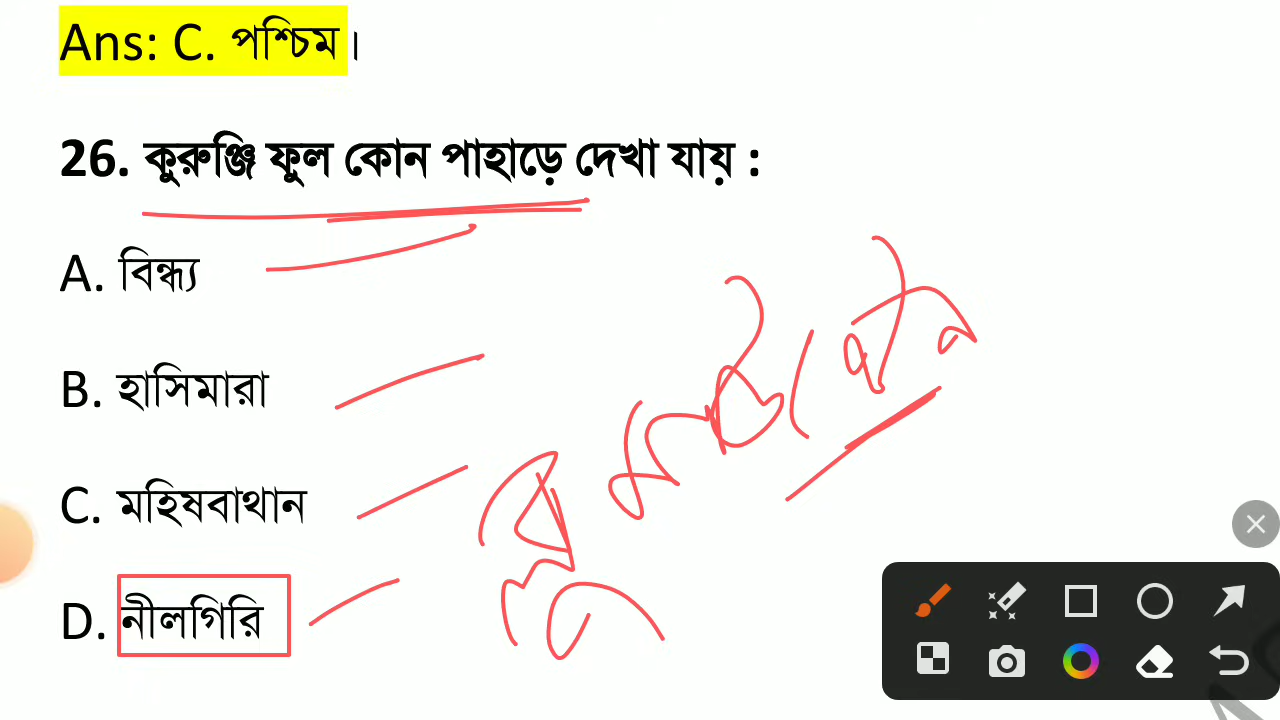 Ans: C. পশ্চিম।
26. কুরুঞ্জি ফুল কোন পাহাড়ে দেখা যায় :
A. বিন্ধ্য
B. হাসিমারা
C. মহিষবাথান
D. নীলগিরি